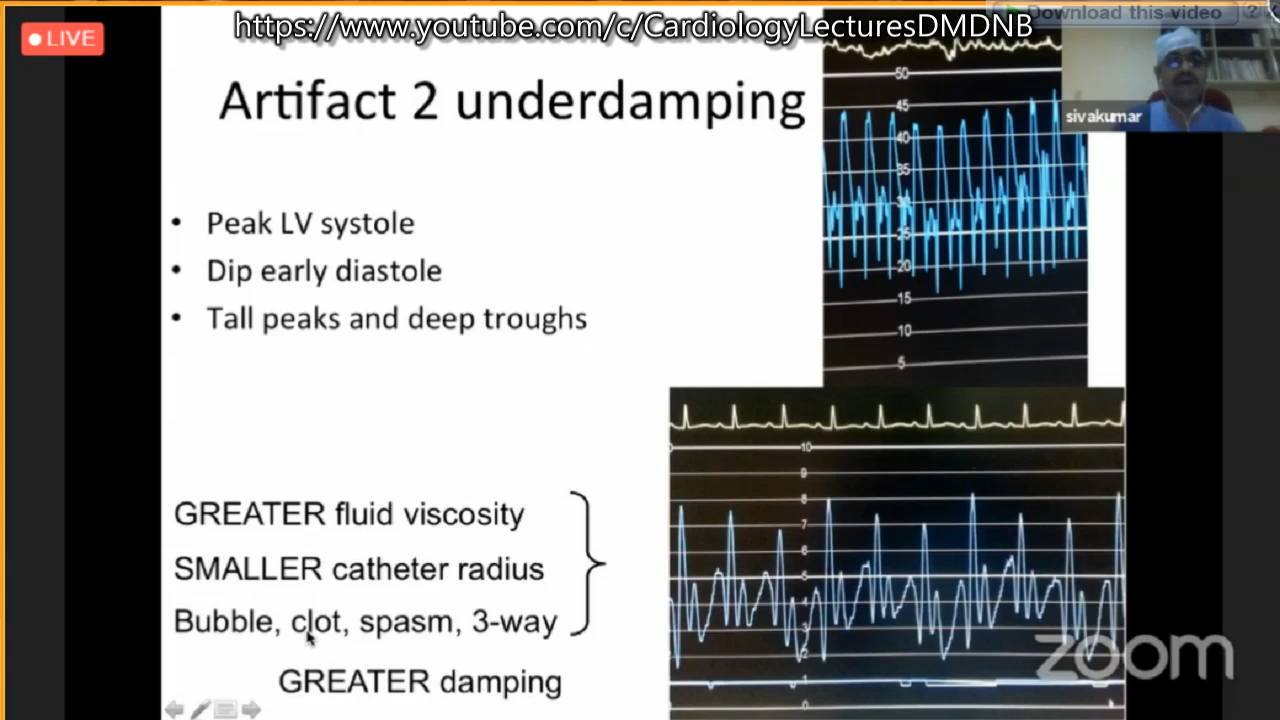 https://www.youtube.com/c/CardiologyLecturesDMDNB
Download this video
LIVE
Artifact 2 underdamping
sivakumar
• Peak LV systole
• Dip early diastole
• Tall peaks and deep troughs
50
45
40
35
30
25
20
15
10
5
GREATER fluid viscosity
SMALLER catheter radius
Bubble, clot, spasm, 3-way
GREATER damping
10
9
8
7
6
5
4
3
2
1
0
zoom